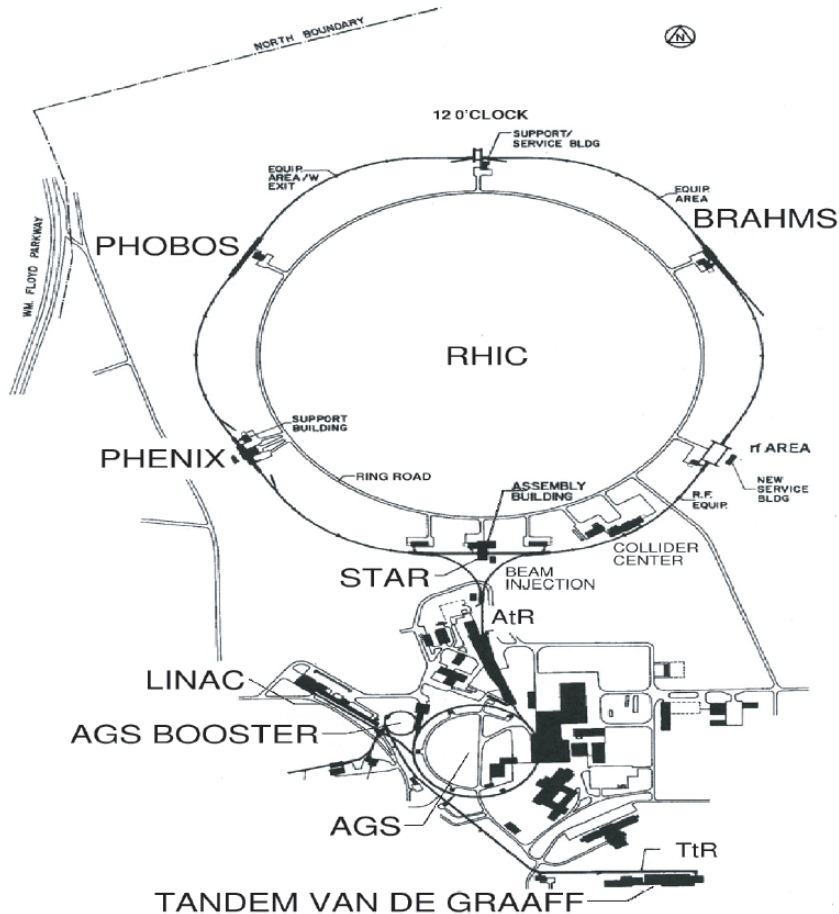 NORTH BOUNDARY
N
12 0'CLOCK
SUPPORT/
SERVICE BLDG
EQUIP.
AREA/W
EXIT
EQUIP.
AREA
BRAHMS
PHOBOS
WM. FLOYD PARKWAY
RHIC
SUPPORT
BUILDING
PHENIX
rf AREA
RING ROAD
ASSEMBLY
BUILDING
NEW
SERVICE
BLDG
R.F.
EQUIP.
COLLIDER
CENTER
STAR
BEAM
INJECTION
AtR
LINAC
AGS BOOSTER
AGS
TtR
TANDEM VAN DE GRAAFF